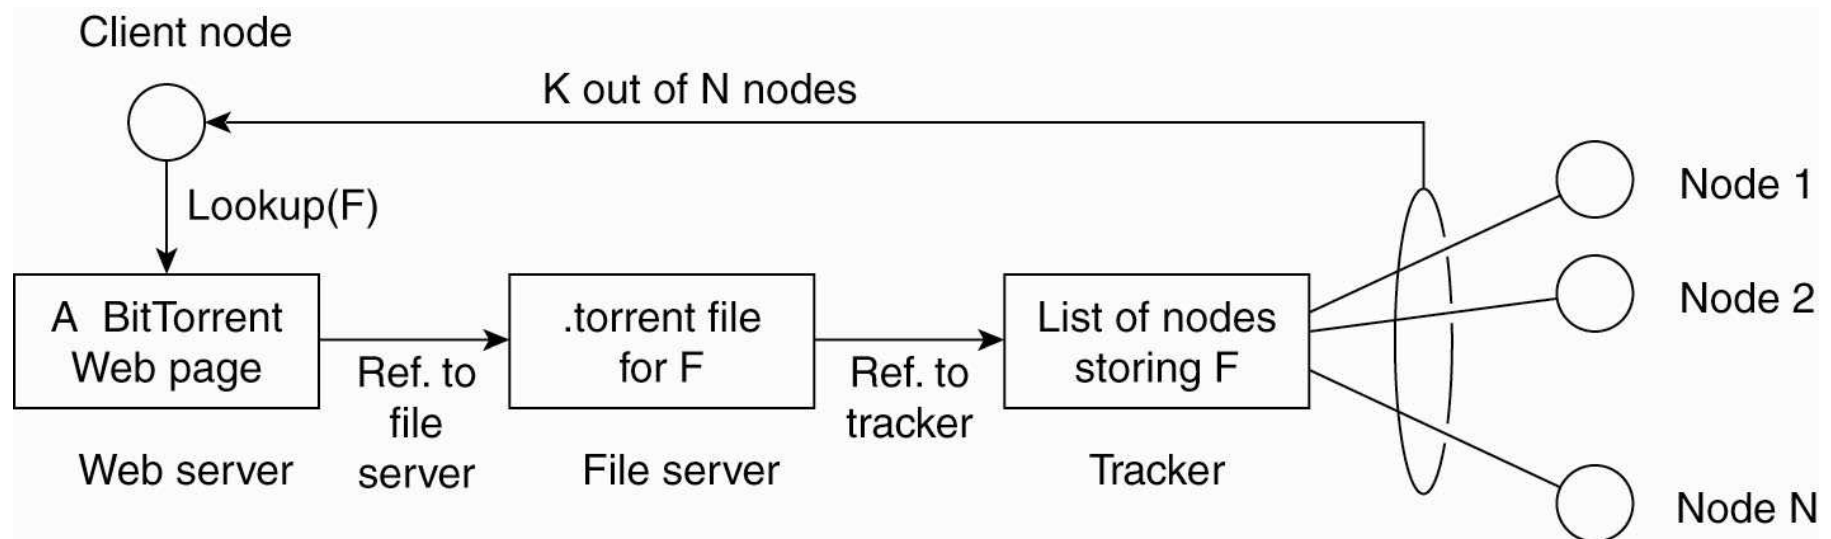 Client node
K out of N nodes
Lookup(F)
Node 1
Node 2
A BitTorrent
Web page
Ref. to
file
server
.torrent file
for F
Ref. to
tracker
List of nodes
storing F
Web server
File server
Tracker
Node N